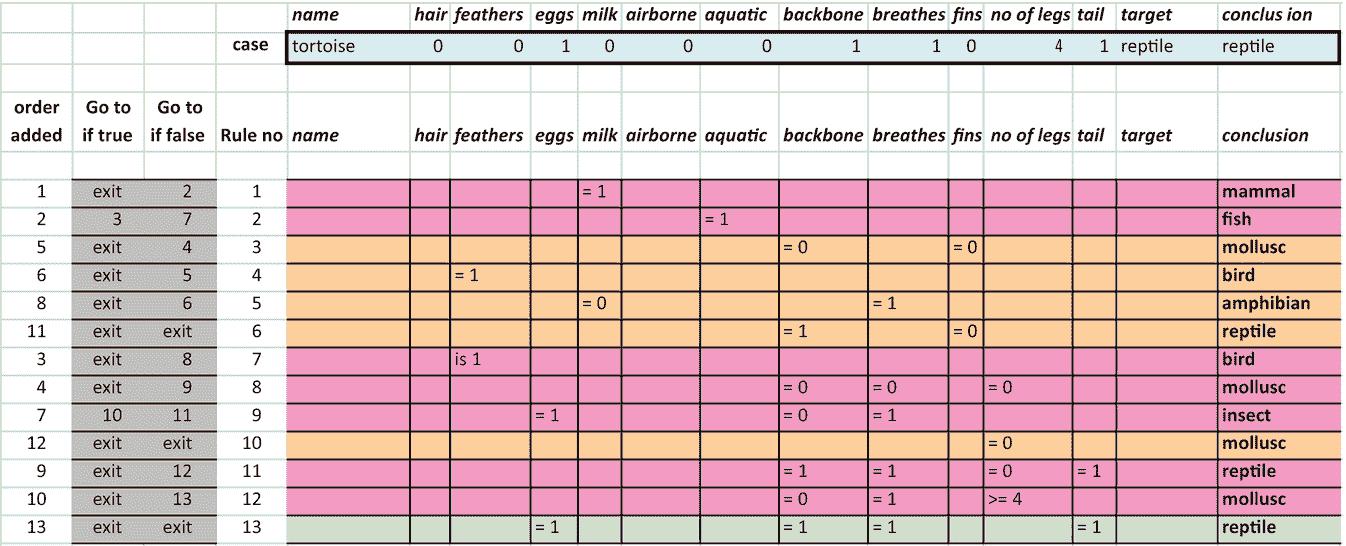 name hair feathers eggs milk airborne aquatic backbone breathes fins no of legs tail target conclus ion
case tortoise 0 0 1 0 0 0 1 1 0 4 1 reptile reptile
order Go to Go to
added if true if false Rule no name hair feathers eggs milk airborne aquatic backbone breathes fins no of legs tail target conclusion
1 exit 2 1 = 1 mammal
2 3 7 2 = 1 fish
5 exit 4 3 = 0 = 0 mollusc
6 exit 5 4 = 1 bird
8 exit 6 5 = 0 = 1 amphibian
11 exit exit 6 = 1 = 0 reptile
3 exit 8 7 is 1 bird
4 exit 9 8 = 0 = 0 = 0 mollusc
7 10 11 9 = 1 = 0 = 1 insect
12 exit exit 10 = 0 mollusc
9 exit 12 11 = 1 = 1 = 0 = 1 reptile
10 exit 13 12 = 0 = 1 >= 4 mollusc
13 exit exit 13 = 1 = 1 = 1 = 1 reptile